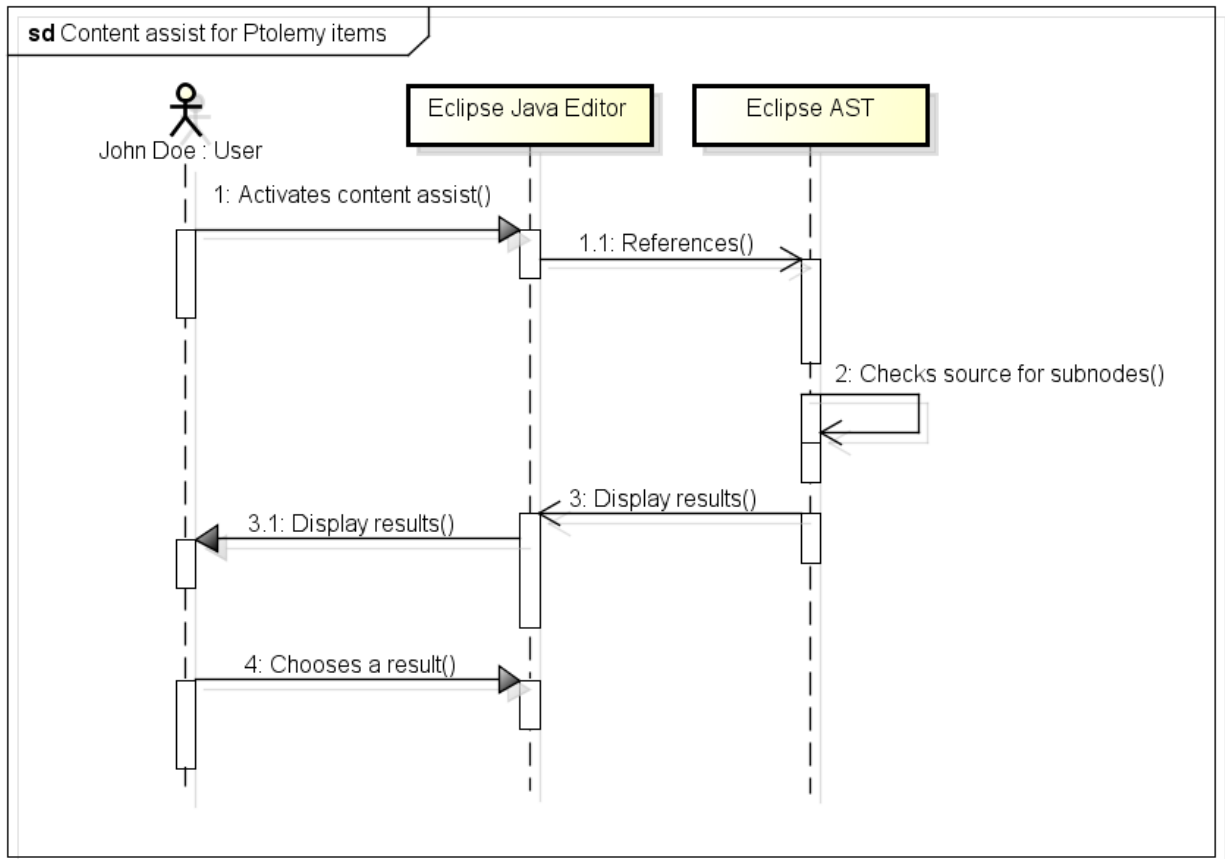 sd Content assist for Ptolemy items
John Doe : User
Eclipse Java Editor
Eclipse AST
1: Activates content assist()
1.1: References()
2: Checks source for subnodes()
3: Display results()
3.1: Display results()
4: Chooses a result()